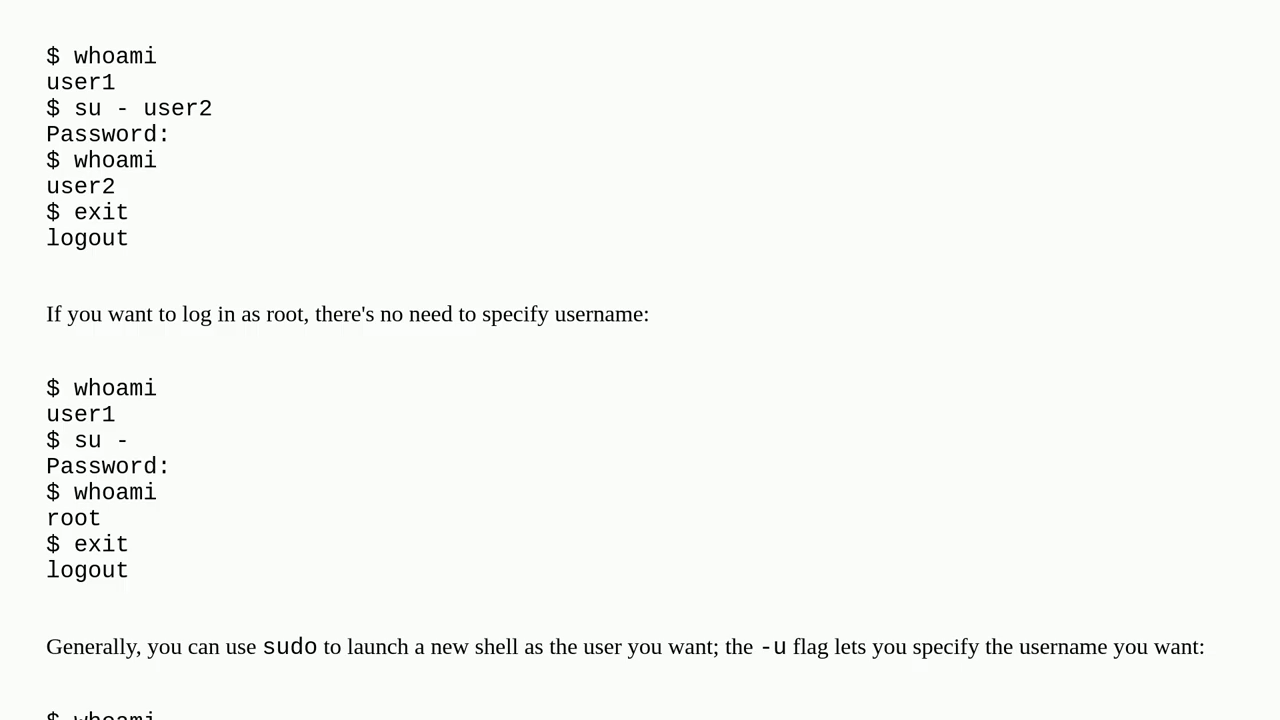 $ whoami
user1
$ su - user2
Password:
$ whoami
user2
$ exit
logout
If you want to log in as root, there's no need to specify username:
$ whoami
user1
$ su -
Password:
$ whoami
root
$ exit
logout
Generally, you can use sudo to launch a new shell as the user you want; the -u flag lets you specify the username you want:
$ whoami